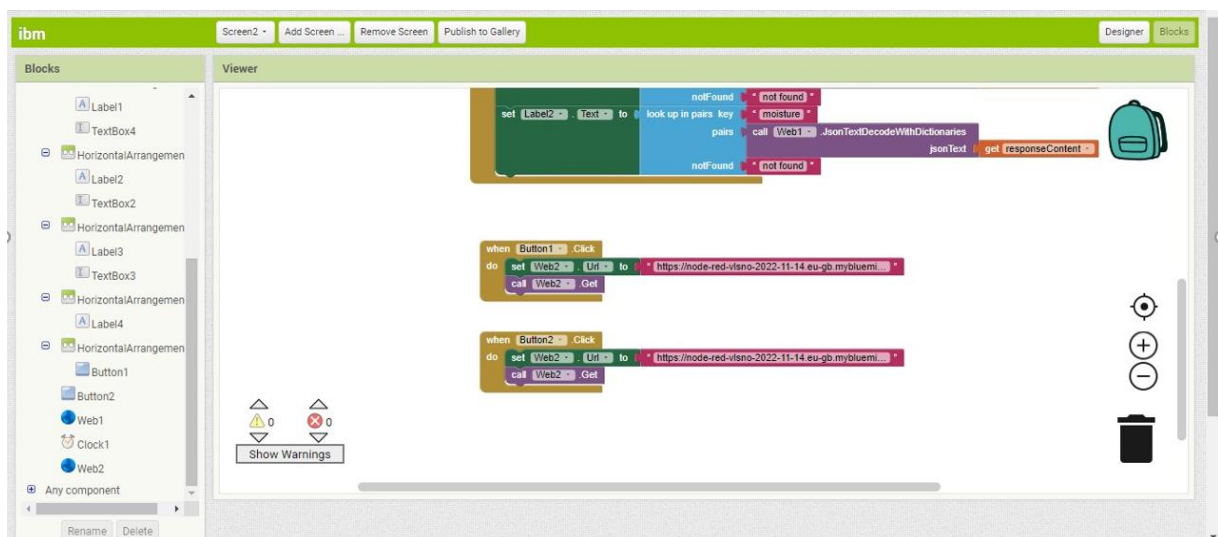 ibm
Screen2
Add Screen ...
Remove Screen
Publish to Gallery
Designer
Blocks
Blocks
Viewer
Label1
TextBox4
HorizontalArrangemen
Label2
TextBox2
HorizontalArrangemen
Label3
TextBox3
HorizontalArrangemen
Label4
HorizontalArrangemen
Button1
Button2
Web1
Clock1
Web2
Any component
Rename
Delete
notFound " not found "
set Label2 . Text to look up in pairs key " moisture "
pairs call Web1 .JsonTextDecodeWithDictionaries
jsonText get responseContent
notFound " not found "
when Button1 .Click
do set Web2 . Url to " https://node-red-vlsno-2022-11-14.eu-gb.mybluemi... "
call Web2 .Get
when Button2 .Click
do set Web2 . Url to " https://node-red-vlsno-2022-11-14.eu-gb.mybluemi... "
call Web2 .Get
0
0
Show Warnings